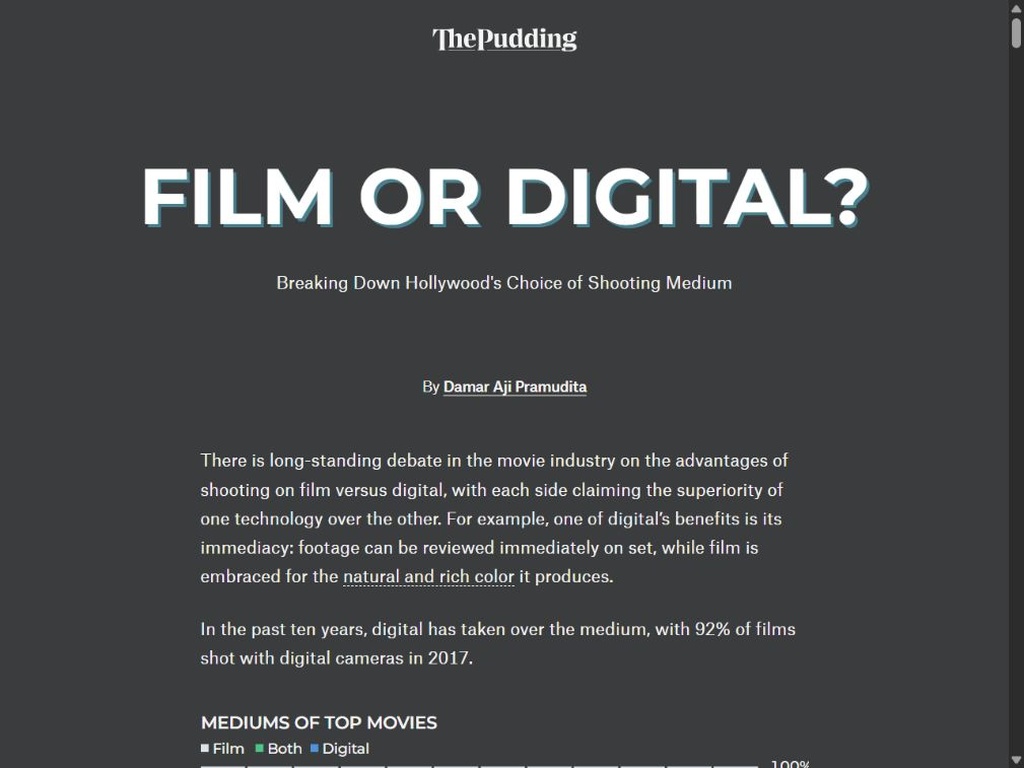 ThePudding
FILM OR DIGITAL?
Breaking Down Hollywood's Choice of Shooting Medium
By Damar Aji Pramudita
There is long-standing debate in the movie industry on the advantages of
shooting on film versus digital, with each side claiming the superiority of
one technology over the other. For example, one of digital’s benefits is its
immediacy: footage can be reviewed immediately on set, while film is
embraced for the natural and rich color it produces.
In the past ten years, digital has taken over the medium, with 92% of films
shot with digital cameras in 2017.
MEDIUMS OF TOP MOVIES
Film Both Digital
100%